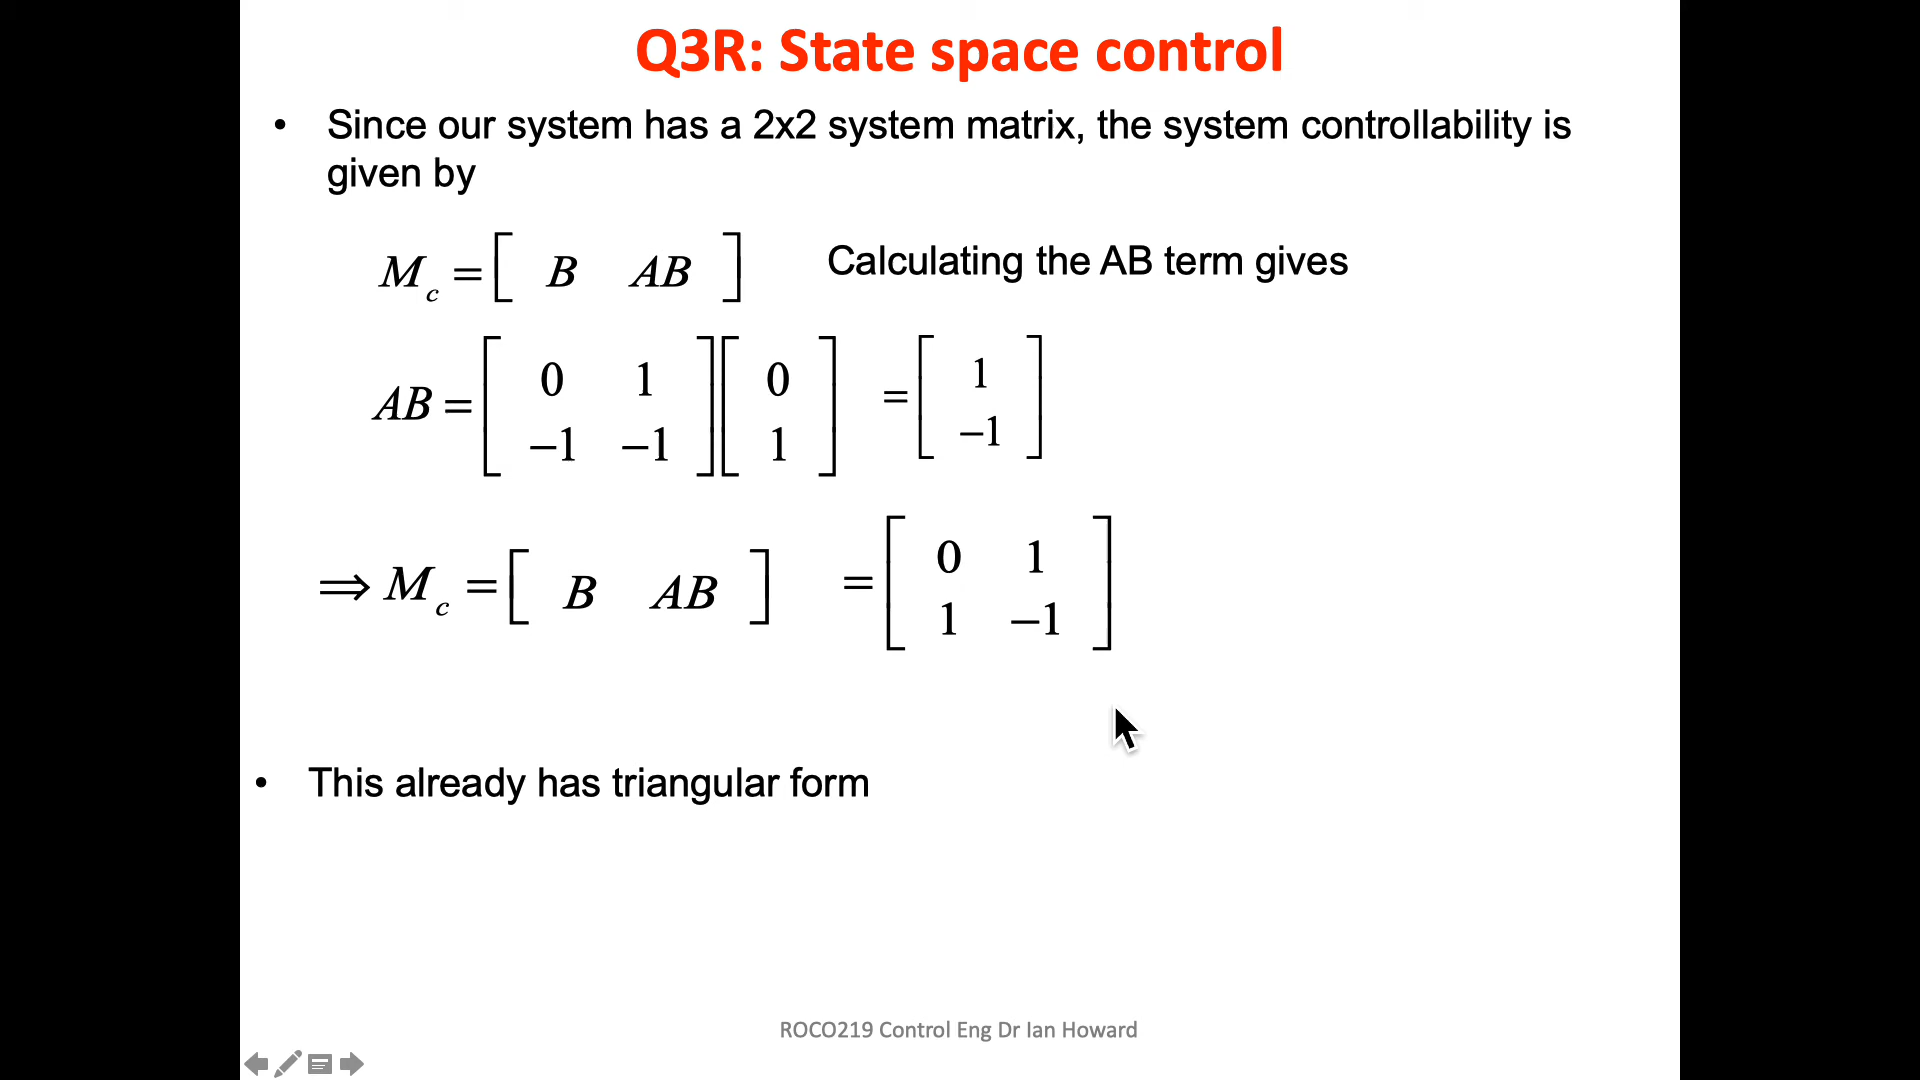 Q3R: State space control
• Since our system has a 2x2 system matrix, the system controllability is
given by
M_c = [ B AB ] Calculating the AB term gives
AB = [ 0 1 ; −1 −1 ] [ 0 ; 1 ] = [ 1 ; −1 ]
⇒ M_c = [ B AB ] = [ 0 1 ; 1 −1 ]
• This already has triangular form
ROCO219 Control Eng Dr Ian Howard